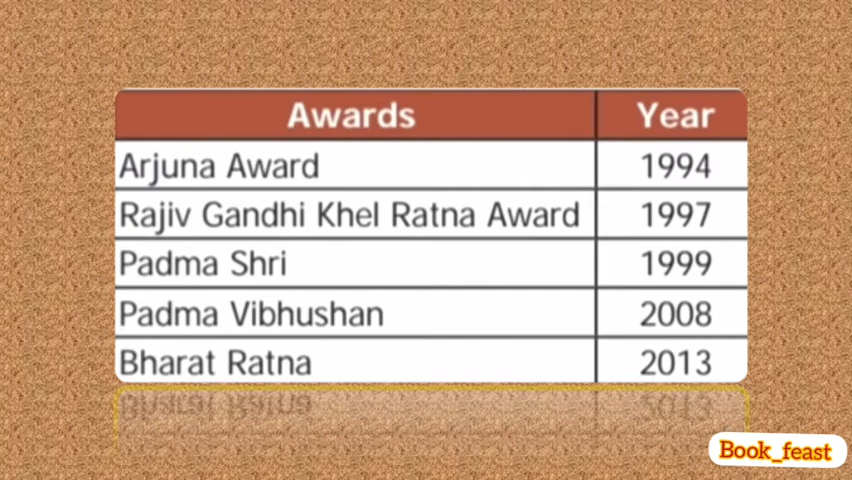 Awards Year
Arjuna Award 1994
Rajiv Gandhi Khel Ratna Award 1997
Padma Shri 1999
Padma Vibhushan 2008
Bharat Ratna 2013
Book_feast